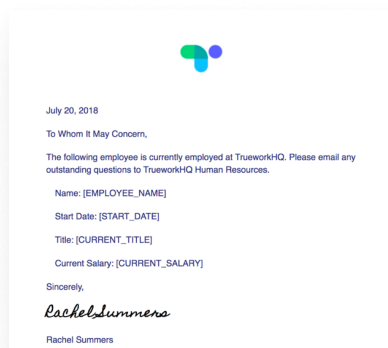 July 20, 2018
To Whom It May Concern,
The following employee is currently employed at TrueworkHQ. Please email any
outstanding questions to TrueworkHQ Human Resources.
Name: [EMPLOYEE_NAME]
Start Date: [START_DATE]
Title: [CURRENT_TITLE]
Current Salary: [CURRENT_SALARY]
Sincerely,
Rachel Summers
Rachel Summers